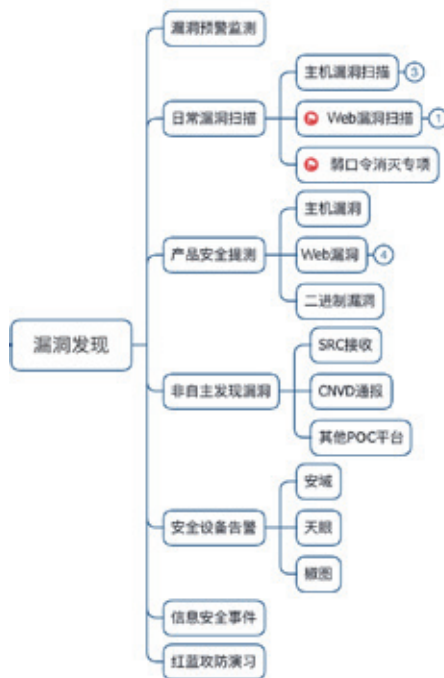 漏洞预警监测
主机漏洞扫描
3
日常漏洞扫描
Web漏洞扫描
1
弱口令消灭专项
主机漏洞
产品安全提测
Web漏洞
4
二进制漏洞
漏洞发现
SRC接收
非自主发现漏洞
CNVD通报
其他POC平台
安域
安全设备告警
天眼
椒图
信息安全事件
红蓝攻防演习